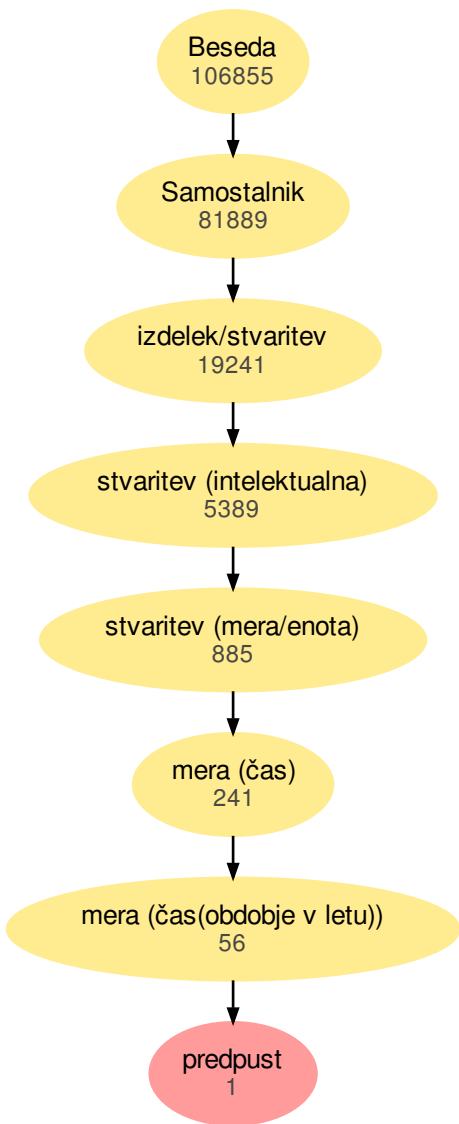 Beseda
106855
Samostalnik
81889
izdelek/stvaritev
19241
stvaritev (intelektualna)
5389
stvaritev (mera/enota)
885
mera (čas)
241
mera (čas(obdobje v letu))
56
predpust
1